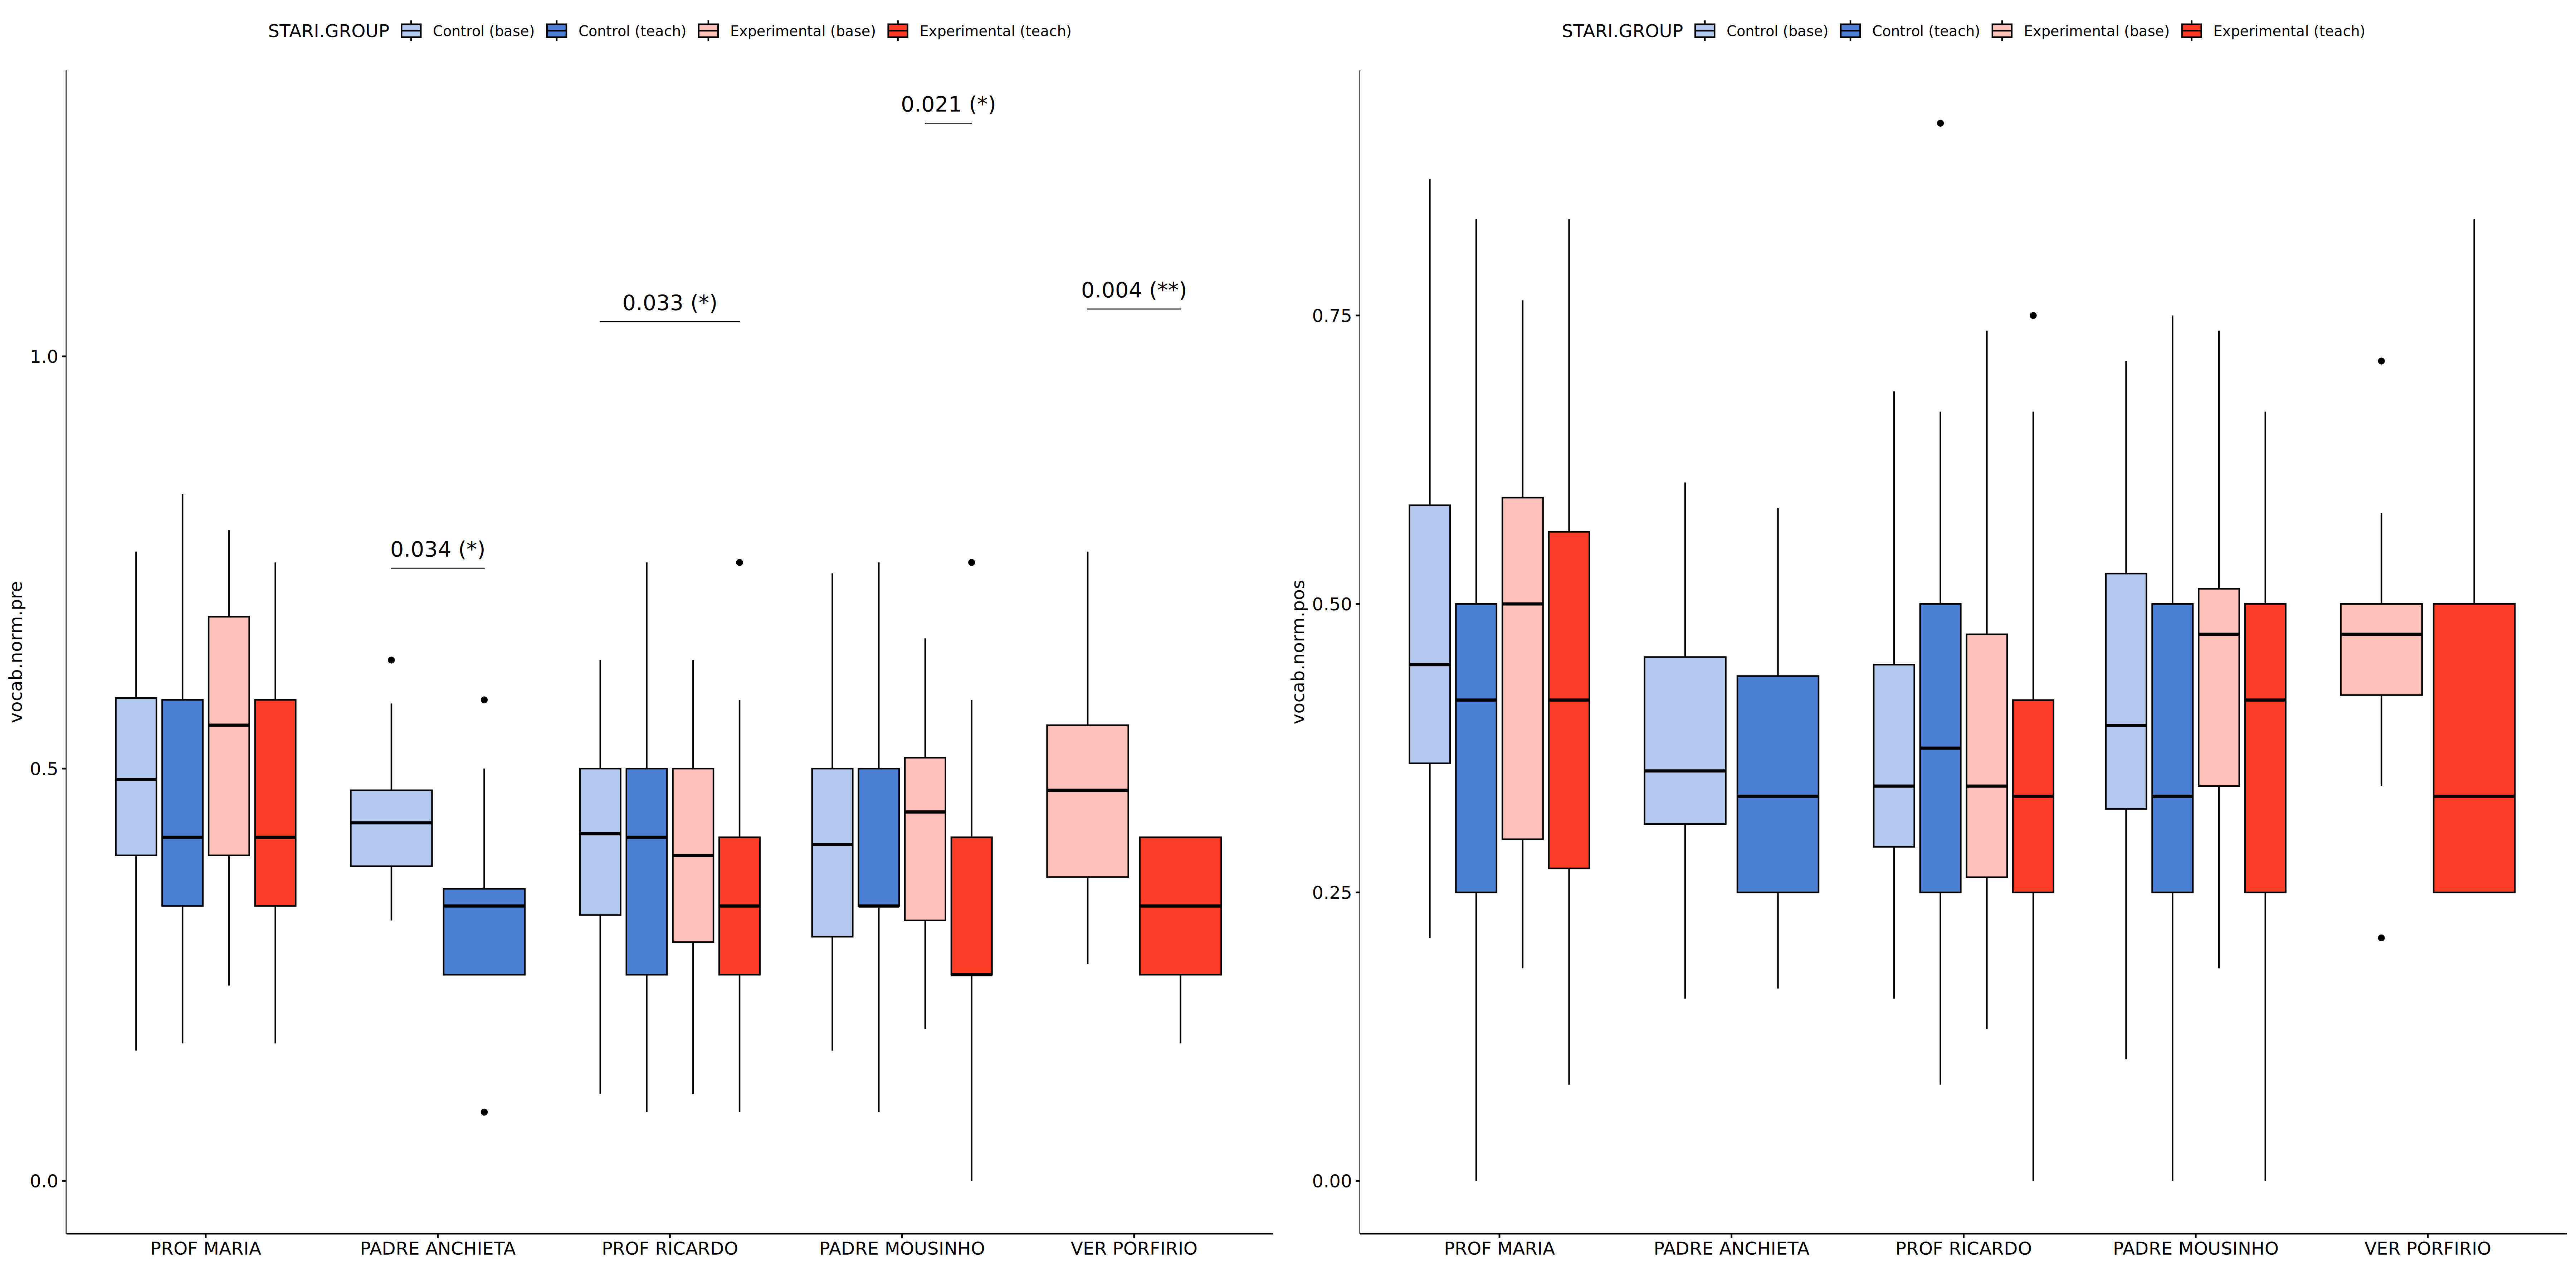 STARI.GROUP Control (base) Control (teach) Experimental (base) Experimental (teach)
vocab.norm.pre
1.0
0.5
0.0
0.021 (*)
0.033 (*)
0.004 (**)
0.034 (*)
PROF MARIA PADRE ANCHIETA PROF RICARDO PADRE MOUSINHO VER PORFIRIO
STARI.GROUP Control (base) Control (teach) Experimental (base) Experimental (teach)
vocab.norm.pos
0.75
0.50
0.25
0.00
PROF MARIA PADRE ANCHIETA PROF RICARDO PADRE MOUSINHO VER PORFIRIO